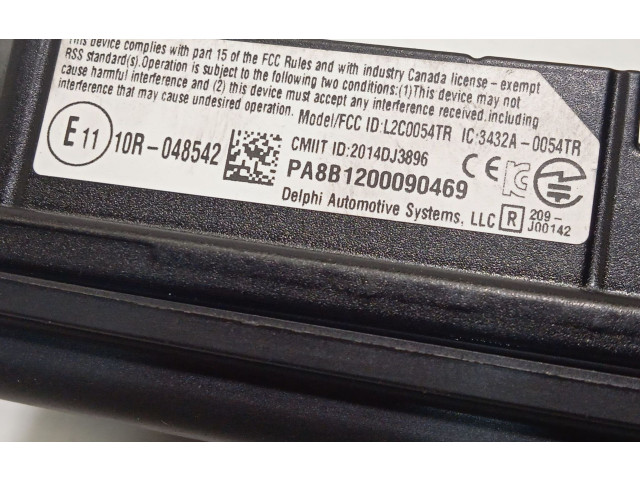 This device complies with part 15 of the FCC Rules and with industry Canada license - exempt
RSS standard(s).Operation is subject to the following two conditions:(1)This device may not
cause harmful interference and (2) this device must accept any interference received,including
interference that may cause undesired operation.
Model/FCC ID:L2C0054TR IC:3432A-0054TR
E11 10R-048542
CMIIT ID:2014DJ3896
PA8B1200090469
CE
Delphi Automotive Systems, LLC R 209-
J00142